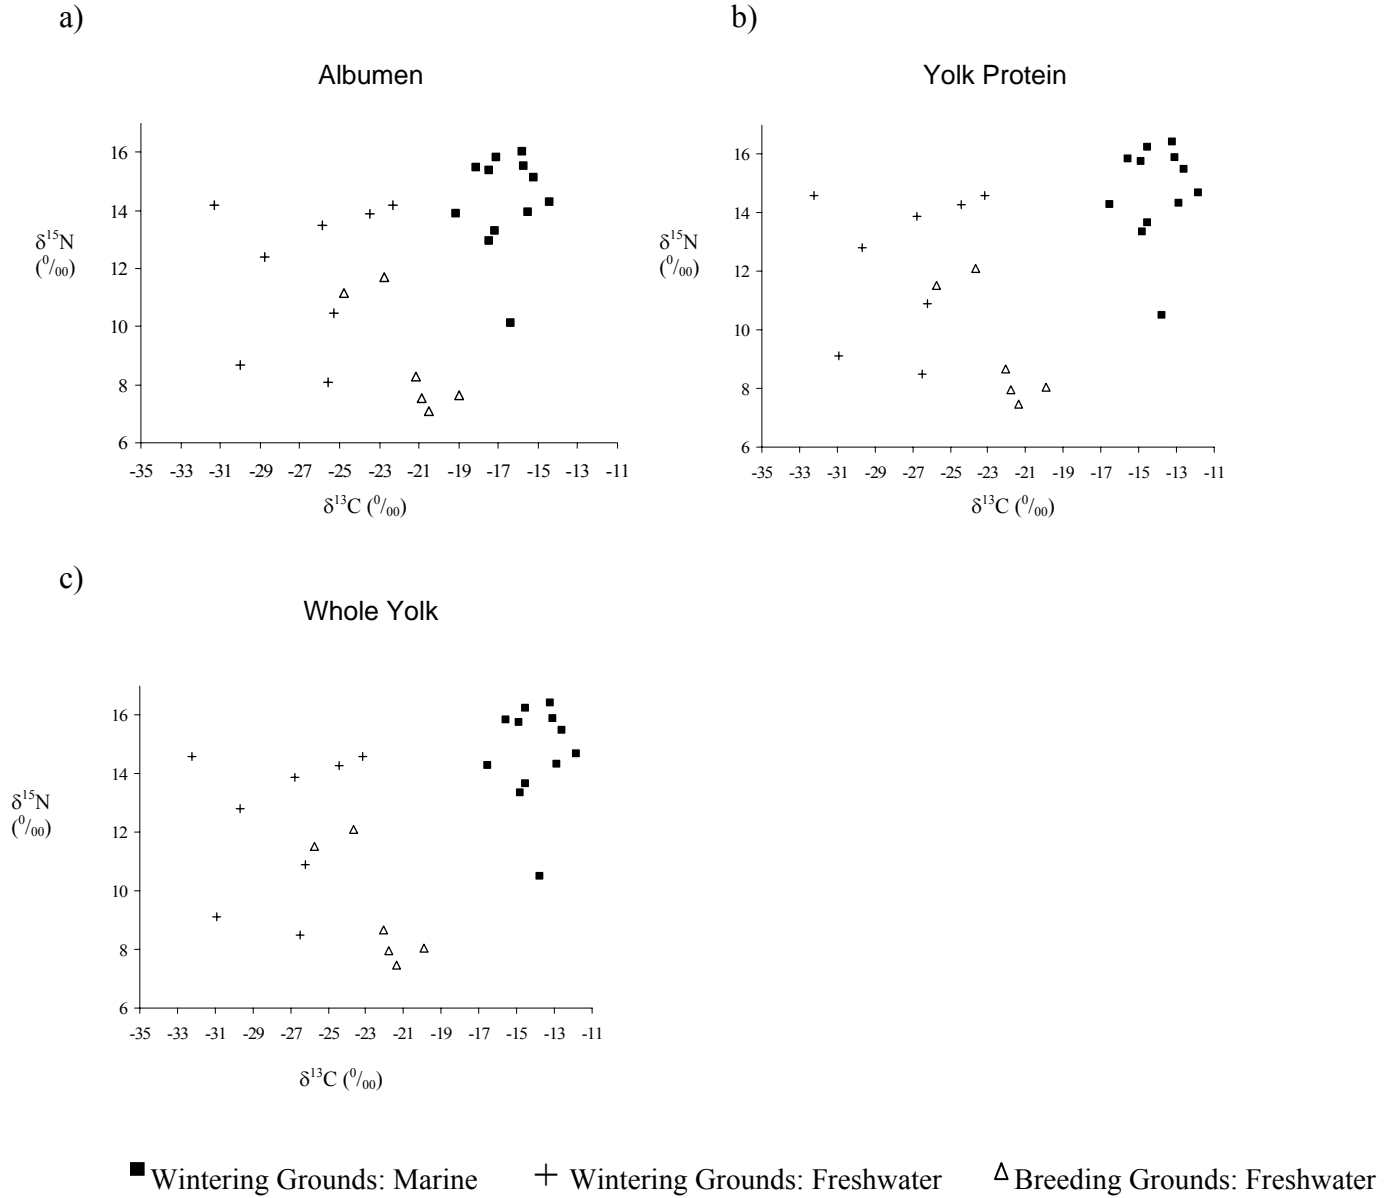 a)
Albumen
16
14
12
10
8
6
δ15N
(0/00)
-35 -33 -31 -29 -27 -25 -23 -21 -19 -17 -15 -13 -11
δ13C (0/00)
b)
Yolk Protein
16
14
12
10
8
6
δ15N
(0/00)
-35 -33 -31 -29 -27 -25 -23 -21 -19 -17 -15 -13 -11
δ13C (0/00)
c)
Whole Yolk
16
14
12
10
8
6
δ15N
(0/00)
-35 -33 -31 -29 -27 -25 -23 -21 -19 -17 -15 -13 -11
δ13C (0/00)
Wintering Grounds: Marine Wintering Grounds: Freshwater Breeding Grounds: Freshwater